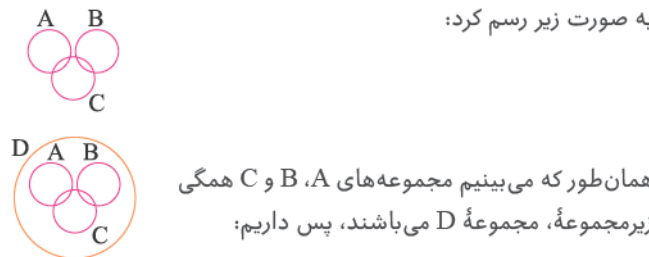 به صورت زیر رسم کرد:
A B
C
D A B
C
همان‌طور که می‌بینیم مجموعه‌های A، B و C همگی
زیرمجموعهٔ، مجموعهٔ D می‌باشند، پس داریم: